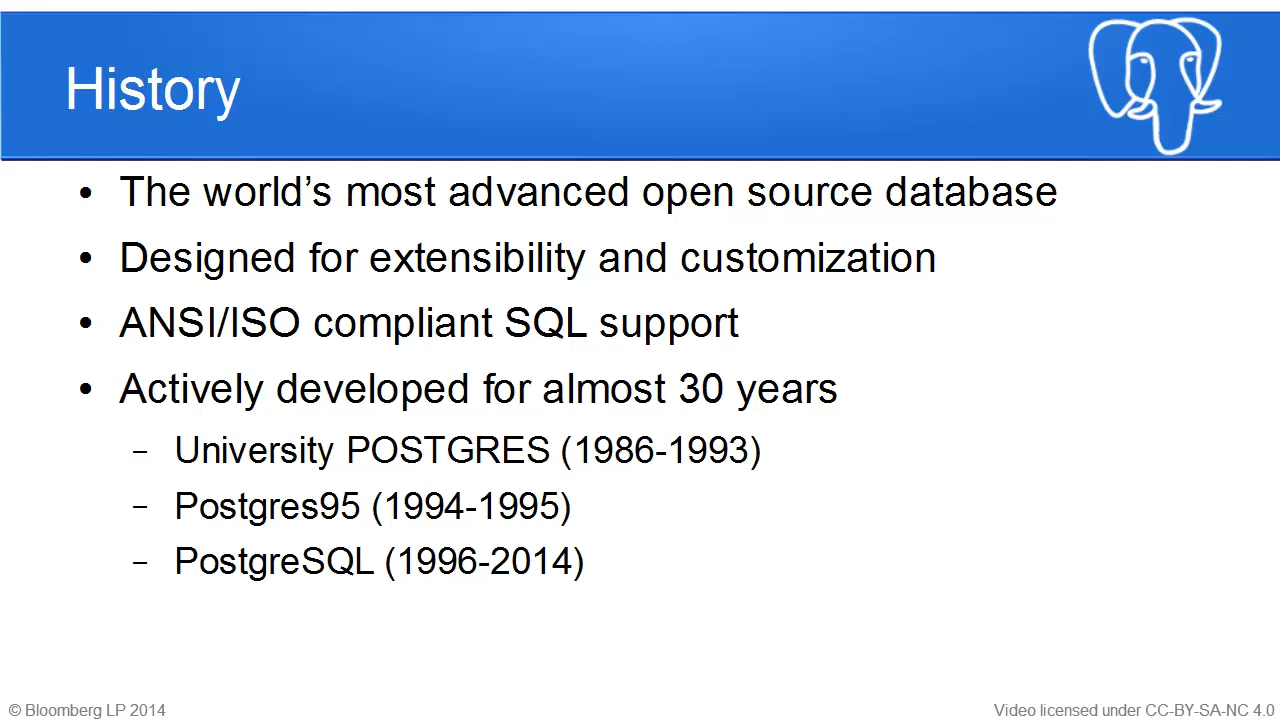 History
• The world’s most advanced open source database
• Designed for extensibility and customization
• ANSI/ISO compliant SQL support
• Actively developed for almost 30 years
– University POSTGRES (1986-1993)
– Postgres95 (1994-1995)
– PostgreSQL (1996-2014)
© Bloomberg LP 2014
Video licensed under CC-BY-SA-NC 4.0